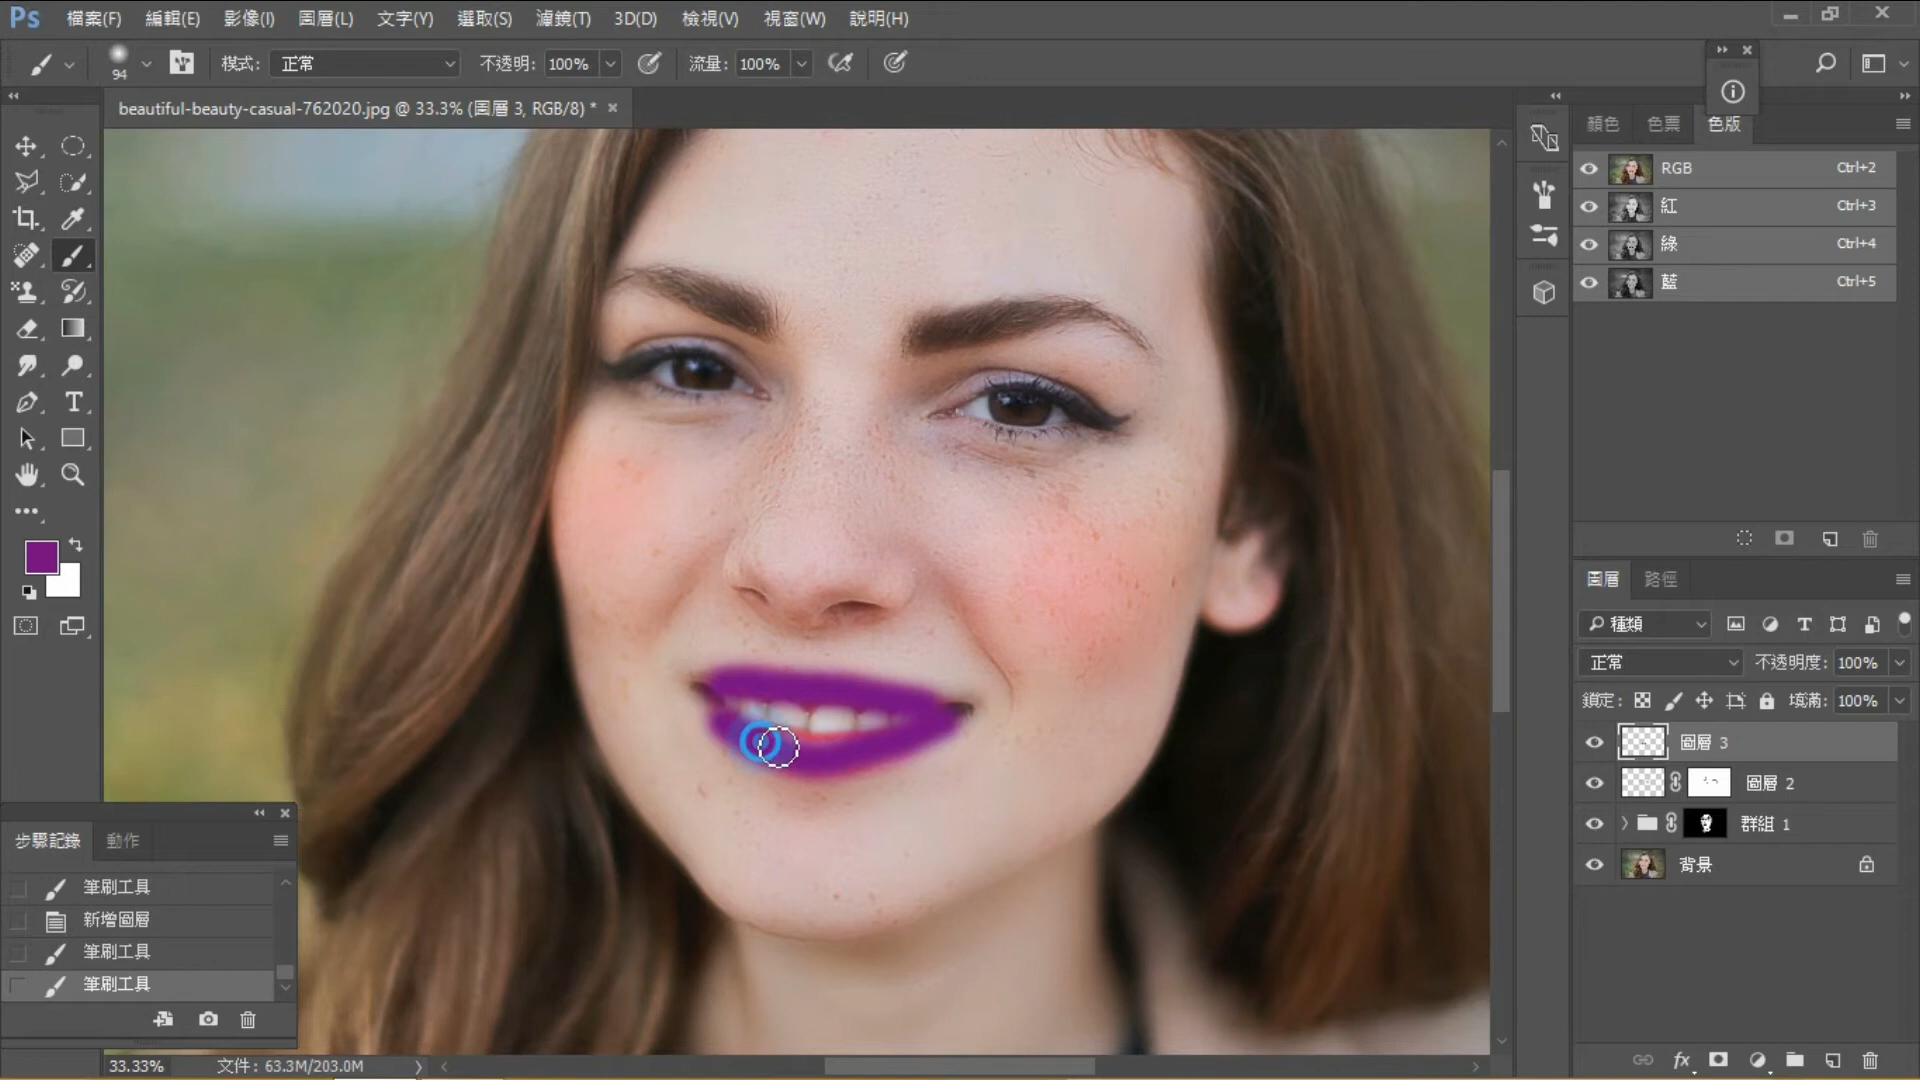 Ps 檔案(F) 編輯(E) 影像(I) 圖層(L) 文字(Y) 選取(S) 濾鏡(T) 3D(D) 檢視(V) 視窗(W) 說明(H)
94 模式: 正常 不透明: 100% 流量: 100%
beautiful-beauty-casual-762020.jpg @ 33.3% (圖層 3, RGB/8) *
顏色 色票 色版
RGB Ctrl+2
紅 Ctrl+3
綠 Ctrl+4
藍 Ctrl+5
圖層 路徑
種類
正常 不透明度: 100%
鎖定: 填滿: 100%
圖層 3
圖層 2
群組 1
背景
步驟記錄 動作
筆刷工具
新增圖層
筆刷工具
筆刷工具
33.33% 文件: 63.3M/203.0M
fx